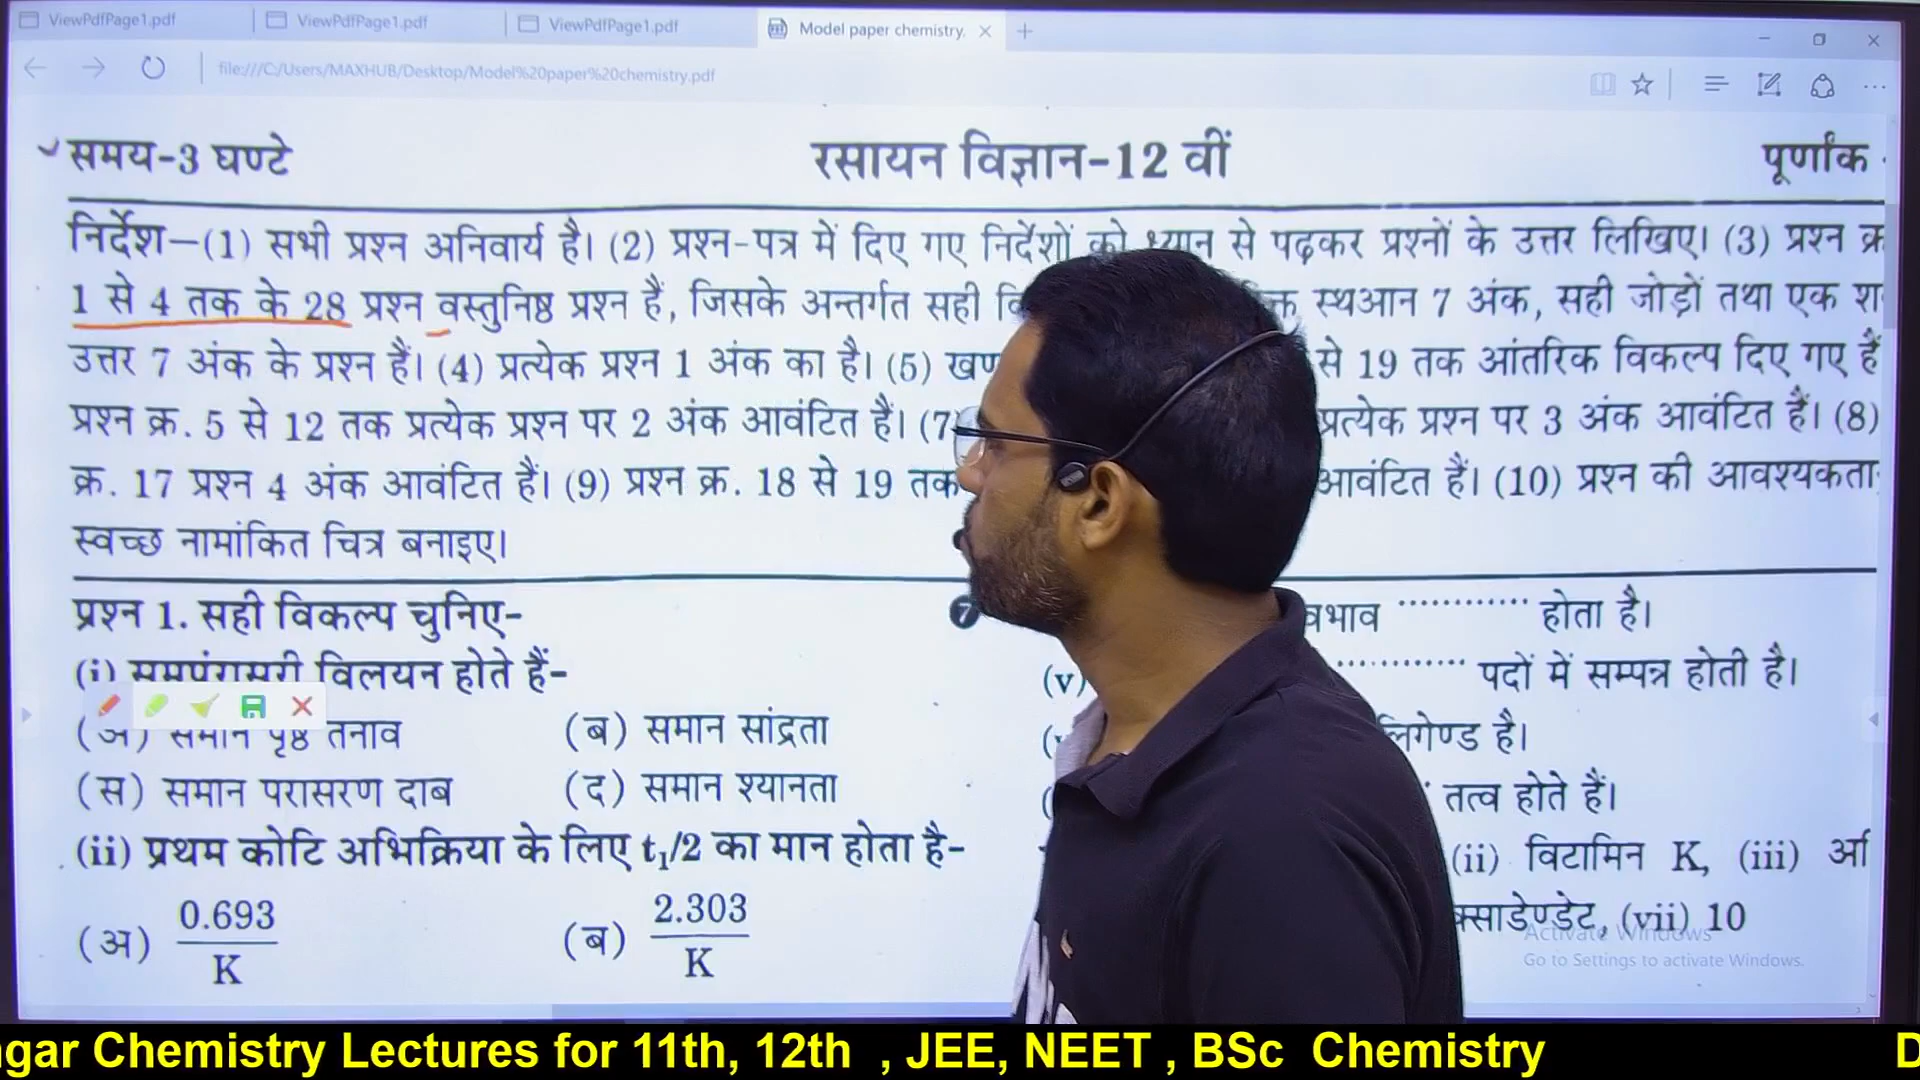 ViewPdfPage1.pdf
ViewPdfPage1.pdf
ViewPdfPage1.pdf
Model paper chemistry.
file:///C:/Users/MAXHUB/Desktop/Model%20paper%20chemistry.pdf
समय-3 घण्टे
रसायन विज्ञान-12 वीं
पूर्णांक
निर्देश—(1) सभी प्रश्न अनिवार्य है। (2) प्रश्न-पत्र में दिए गए निर्देशों को ध्यान से पढ़कर प्रश्नों के उत्तर लिखिए। (3) प्रश्न क्र
1 से 4 तक के 28 प्रश्न वस्तुनिष्ठ प्रश्न हैं, जिसके अन्तर्गत सही स्थआन 7 अंक, सही जोड़ों तथा एक
उत्तर 7 अंक के प्रश्न हैं। (4) प्रत्येक प्रश्न 1 अंक का है। (5) से 19 तक आंतरिक विकल्प दिए गए हैं
प्रश्न क्र. 5 से 12 तक प्रत्येक प्रश्न पर 2 अंक आवंटित हैं। (7 प्रत्येक प्रश्न पर 3 अंक आवंटित हैं। (8)
क्र. 17 प्रश्न 4 अंक आवंटित हैं। (9) प्रश्न क्र. 18 से 19 तक आवंटित हैं। (10) प्रश्न की आवश्यकता
स्वच्छ नामांकित चित्र बनाइए।
प्रश्न 1. सही विकल्प चुनिए-
7
(i) समपरासरी विलयन होते हैं-
(अ) समान पृष्ठ तनाव
(ब) समान सांद्रता
(स) समान परासरण दाब
(द) समान श्यानता
(ii) प्रथम कोटि अभिक्रिया के लिए t₁/2 का मान होता है-
(अ) 0.693/K
(ब) 2.303/K
............ होता है।
(v) ............ पदों में सम्पन्न होती है।
लिगेण्ड है।
तत्व होते हैं।
(ii) विटामिन K, (iii)
(vii) 10
Activate Windows
Go to Settings to activate Windows.
Chemistry Lectures for 11th, 12th , JEE, NEET , BSc Chemistry